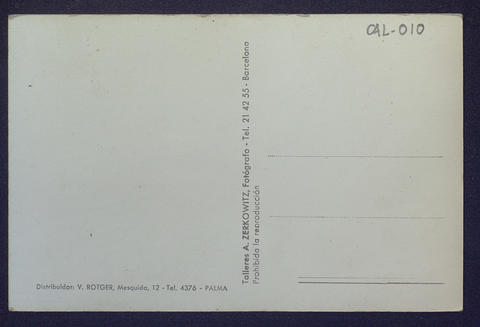 CAL-010
Talleres A. ZERKOWITZ, Fotógrafo - Tel. 21 42 55 - Barcelona
Prohibida la reproducción
Distribuidor: V. ROTGER, Mesquida, 12 - Tel. 4376 - PALMA